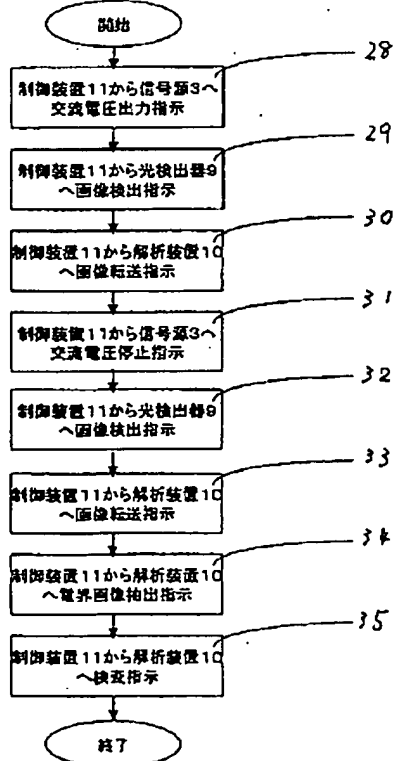 開始
28
制御装置11から信号源3へ
交流電圧出力指示
29
制御装置11から光検出器9
へ画像検出指示
30
制御装置11から解析装置10
へ画像転送指示
31
制御装置11から信号源3へ
交流電圧停止指示
32
制御装置11から光検出器9
へ画像検出指示
33
制御装置11から解析装置10
へ画像転送指示
34
制御装置11から解析装置10
へ電界画像抽出指示
35
制御装置11から解析装置10
へ検査指示
終了